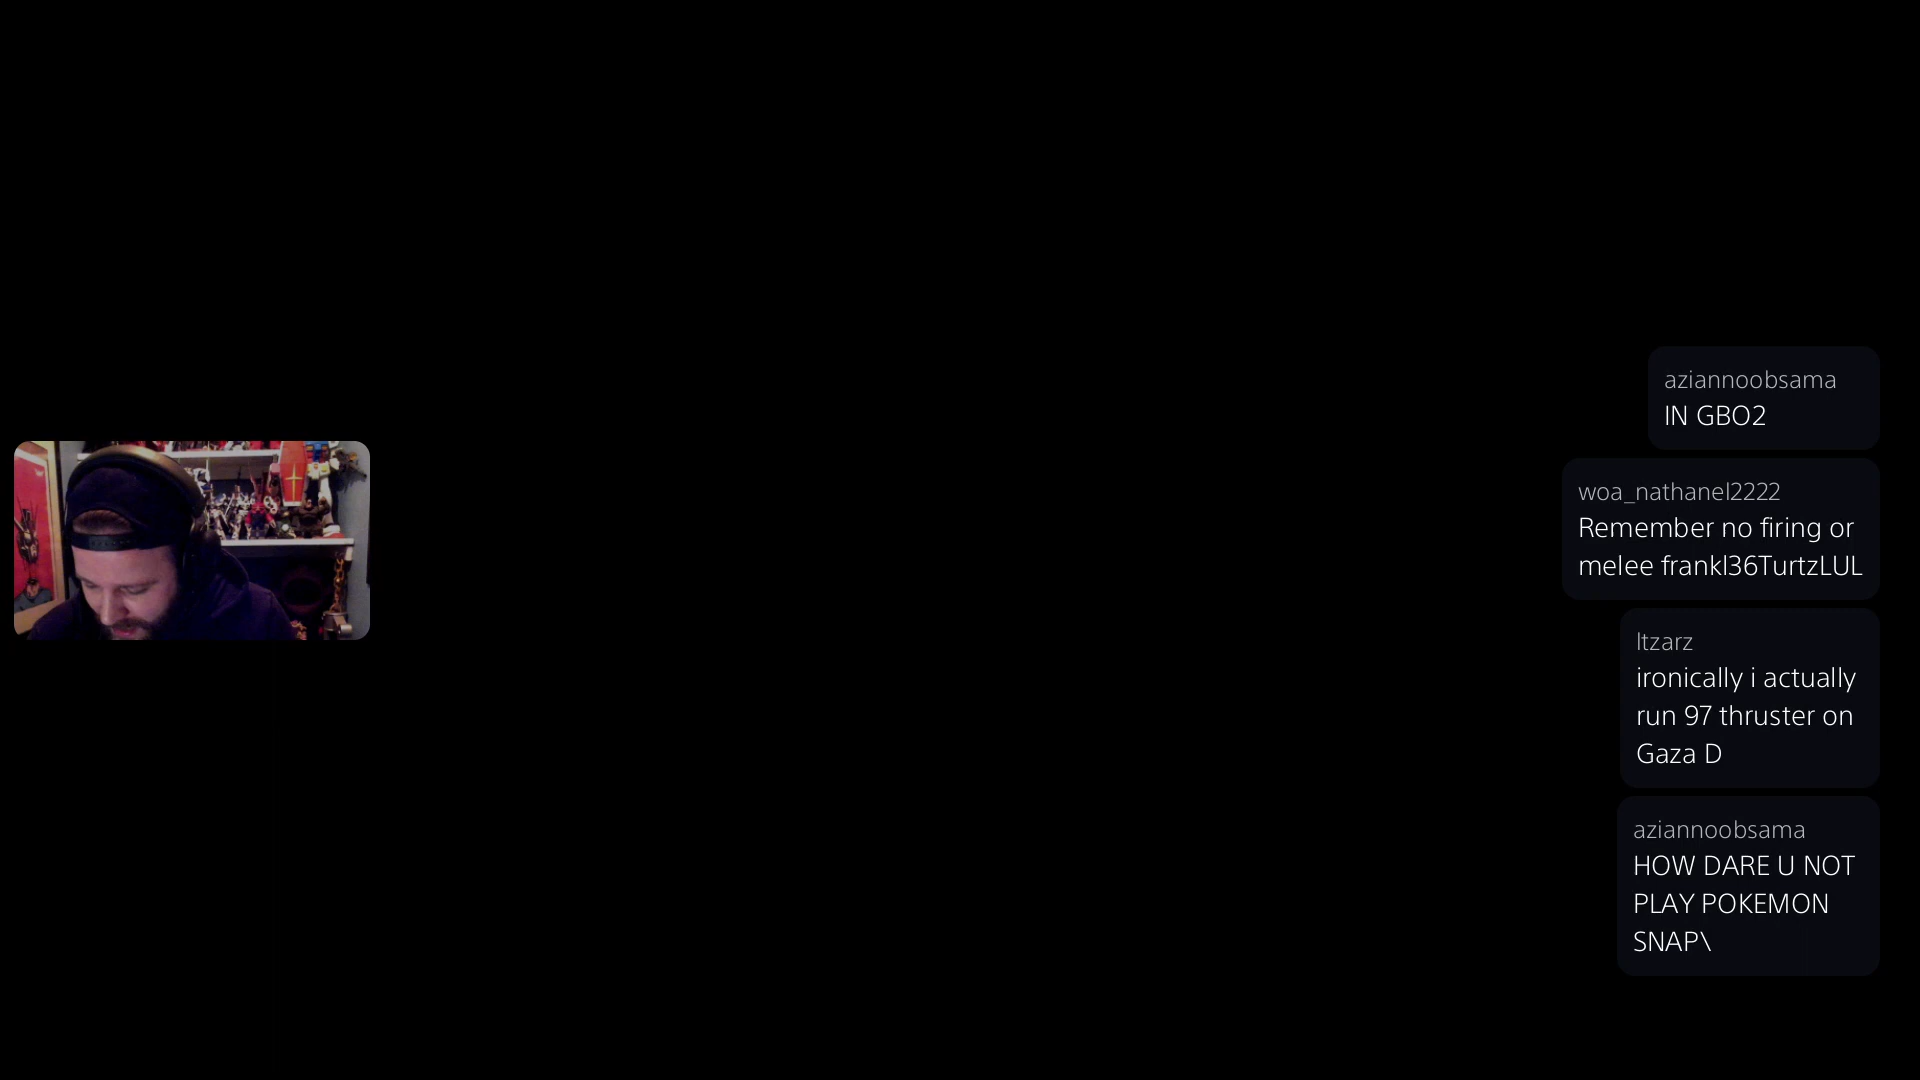 aziannoobsama
IN GBO2
woa_nathanel2222
Remember no firing or
melee frankl36TurtzLUL
ltzarz
ironically i actually
run 97 thruster on
Gaza D
aziannoobsama
HOW DARE U NOT
PLAY POKEMON
SNAP\